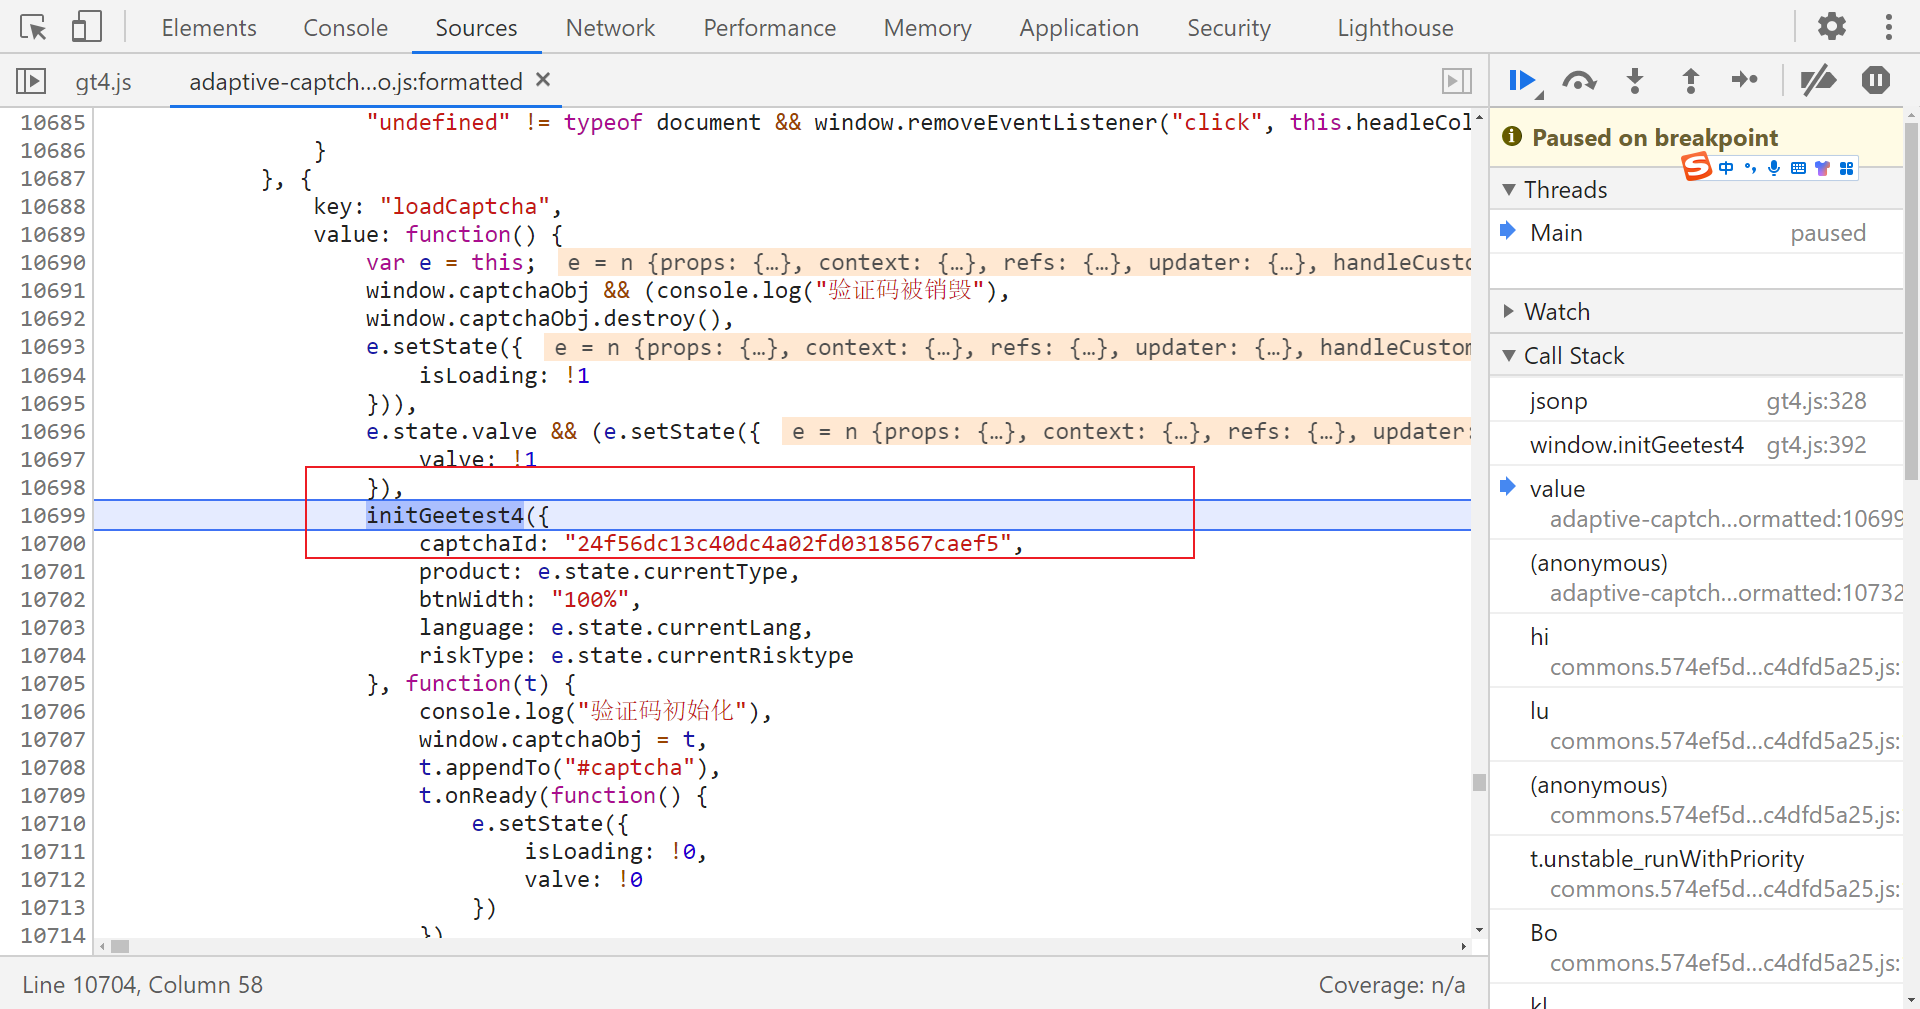 Elements Console Sources Network Performance Memory Application Security Lighthouse
gt4.js adaptive-captch...o.js:formatted ×
10685 "undefined" != typeof document && window.removeEventListener("click", this.headleCol
10686 }
10687 }, {
10688 key: "loadCaptcha",
10689 value: function() {
10690 var e = this; e = n {props: {…}, context: {…}, refs: {…}, updater: {…}, handleCusto
10691 window.captchaObj && (console.log("验证码被销毁"),
10692 window.captchaObj.destroy(),
10693 e.setState({ e = n {props: {…}, context: {…}, refs: {…}, updater: {…}, handleCustom
10694 isLoading: !1
10695 })),
10696 e.state.valve && (e.setState({ e = n {props: {…}, context: {…}, refs: {…}, updater:
10697 valve: !1
10698 }),
10699 initGeetest4({
10700 captchaId: "24f56dc13c40dc4a02fd0318567caef5",
10701 product: e.state.currentType,
10702 btnWidth: "100%",
10703 language: e.state.currentLang,
10704 riskType: e.state.currentRisktype
10705 }, function(t) {
10706 console.log("验证码初始化"),
10707 window.captchaObj = t,
10708 t.appendTo("#captcha"),
10709 t.onReady(function() {
10710 e.setState({
10711 isLoading: !0,
10712 valve: !0
10713 })
10714 })
Line 10704, Column 58 Coverage: n/a
Paused on breakpoint
S 中
Threads
Main paused
Watch
Call Stack
jsonp gt4.js:328
window.initGeetest4 gt4.js:392
value
adaptive-captch...ormatted:10699
(anonymous)
adaptive-captch...ormatted:10732
hi
commons.574ef5d...c4dfd5a25.js:
lu
commons.574ef5d...c4dfd5a25.js:
(anonymous)
commons.574ef5d...c4dfd5a25.js:
t.unstable_runWithPriority
commons.574ef5d...c4dfd5a25.js:
Bo
commons.574ef5d...c4dfd5a25.js: